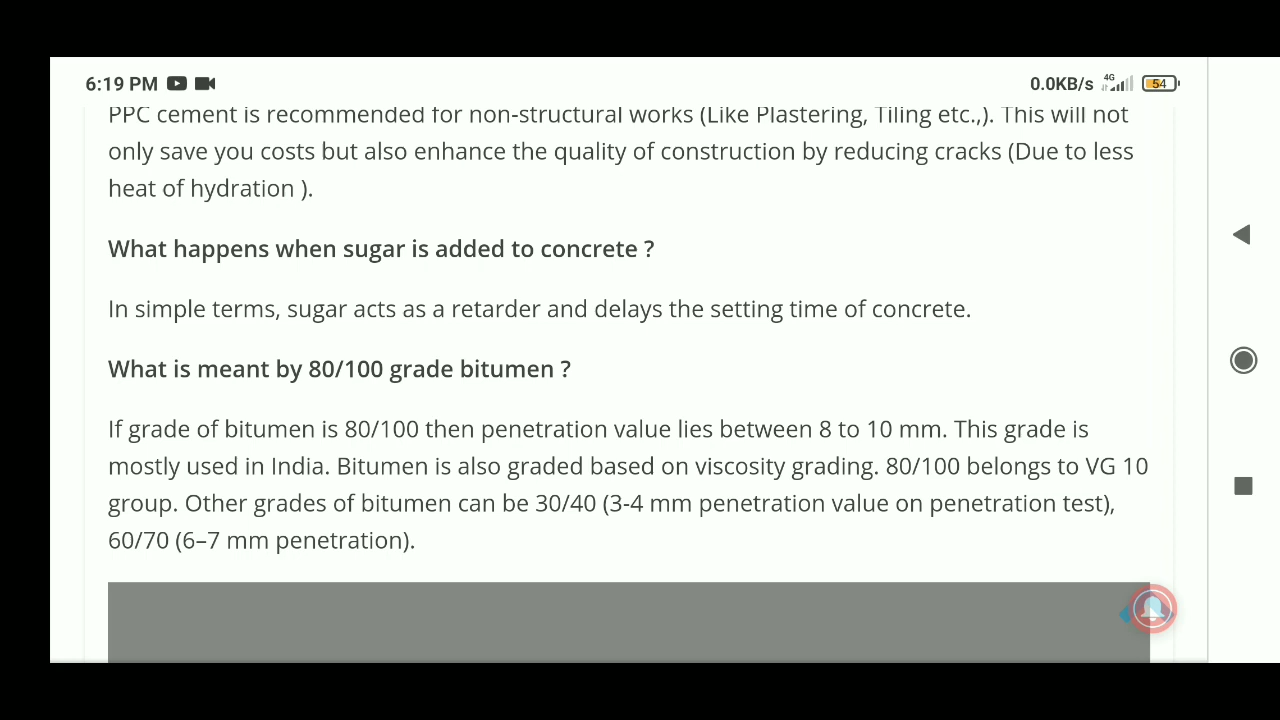 6:19 PM
0.0KB/s 4G 54
PPC cement is recommended for non-structural works (Like Plastering, Tiling etc.,). This will not
only save you costs but also enhance the quality of construction by reducing cracks (Due to less
heat of hydration ).
What happens when sugar is added to concrete ?
In simple terms, sugar acts as a retarder and delays the setting time of concrete.
What is meant by 80/100 grade bitumen ?
If grade of bitumen is 80/100 then penetration value lies between 8 to 10 mm. This grade is
mostly used in India. Bitumen is also graded based on viscosity grading. 80/100 belongs to VG 10
group. Other grades of bitumen can be 30/40 (3-4 mm penetration value on penetration test),
60/70 (6–7 mm penetration).